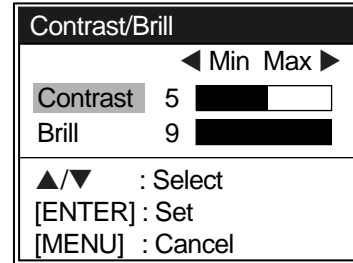 Contrast/Brill
◀ Min Max ▶
Contrast 5
Brill 9
▲/▼ : Select
[ENTER] : Set
[MENU] : Cancel